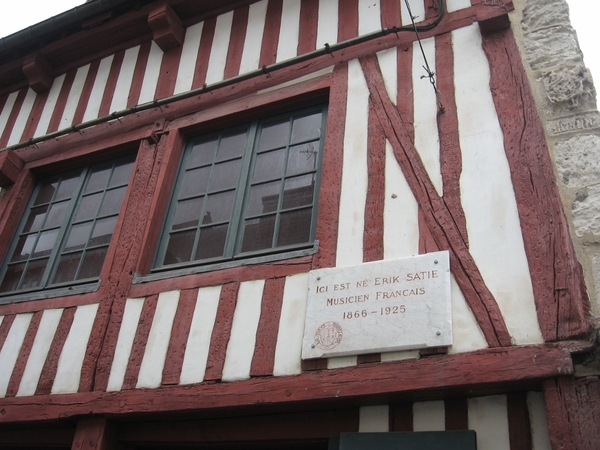 ICI EST NÉ ERIK SATIE
MUSICIEN FRANÇAIS
1866-1925